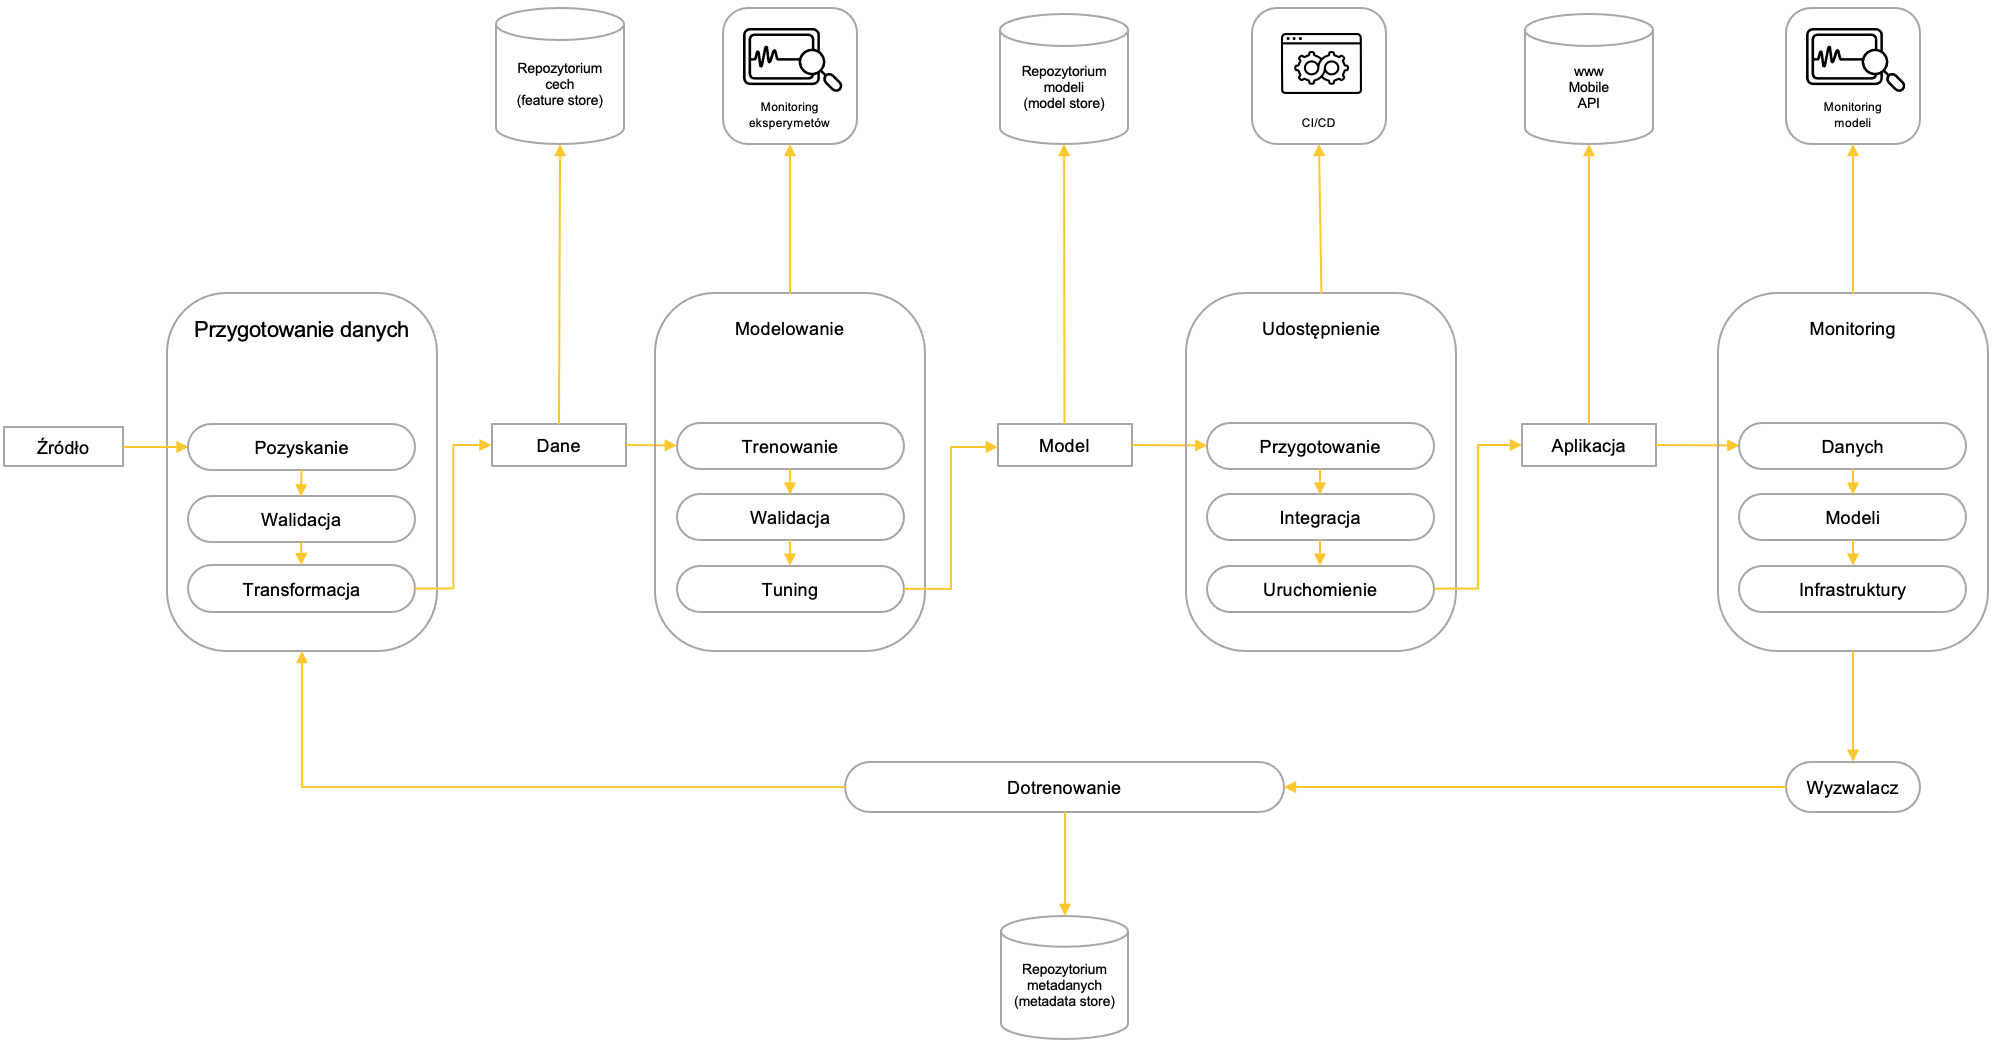 Repozytorium
cech
(feature store)
Monitoring
eksperymetów
Repozytorium
modeli
(model store)
CI/CD
www
Mobile
API
Monitoring
modeli
Przygotowanie danych
Modelowanie
Udostępnienie
Monitoring
Źródło
Pozyskanie
Walidacja
Transformacja
Dane
Trenowanie
Walidacja
Tuning
Model
Przygotowanie
Integracja
Uruchomienie
Aplikacja
Danych
Modeli
Infrastruktury
Dotrenowanie
Wyzwalacz
Repozytorium
metadanych
(metadata store)